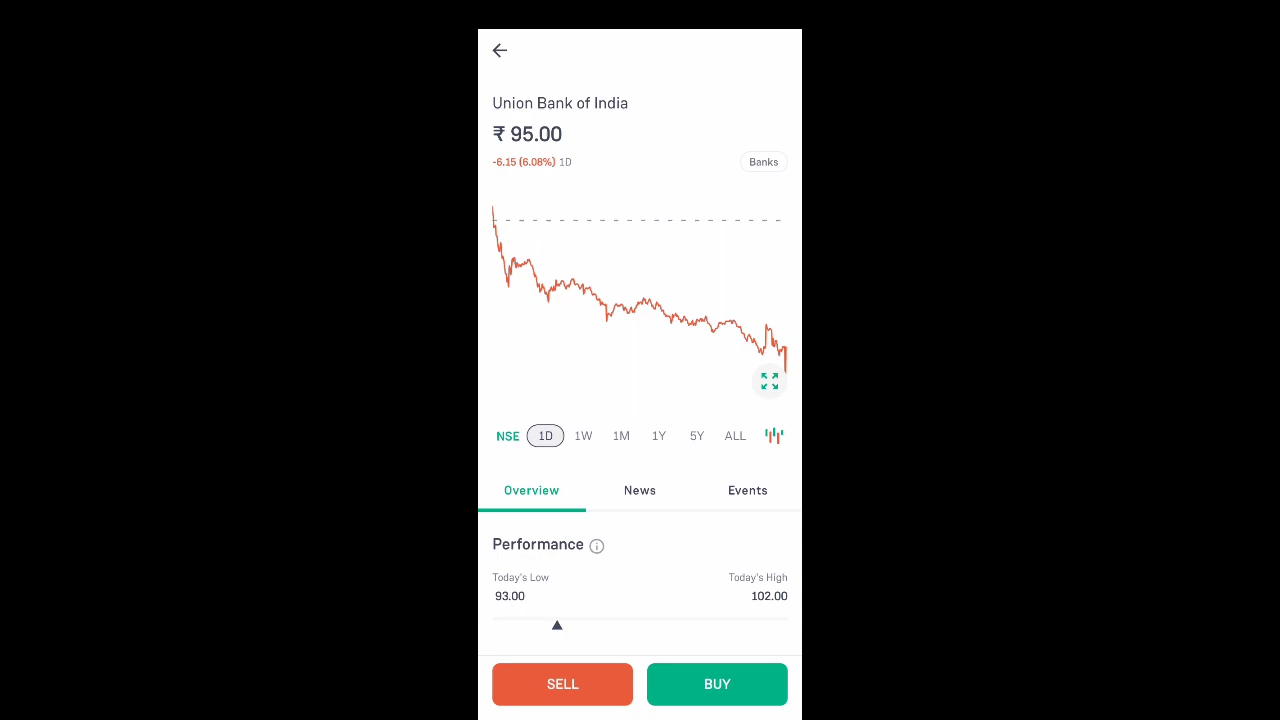 Union Bank of India
₹ 95.00
-6.15 (6.08%) 1D
Banks
NSE 1D 1W 1M 1Y 5Y ALL
Overview News Events
Performance
Today's Low Today's High
93.00 102.00
SELL BUY